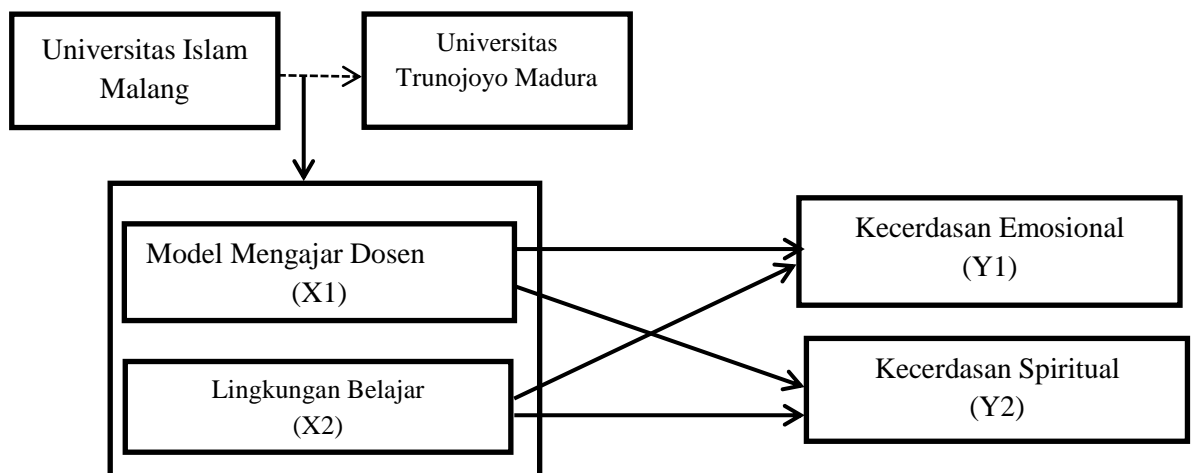 Universitas Islam
Malang
Universitas
Trunojoyo Madura
Model Mengajar Dosen
(X1)
Lingkungan Belajar
(X2)
Kecerdasan Emosional
(Y1)
Kecerdasan Spiritual
(Y2)